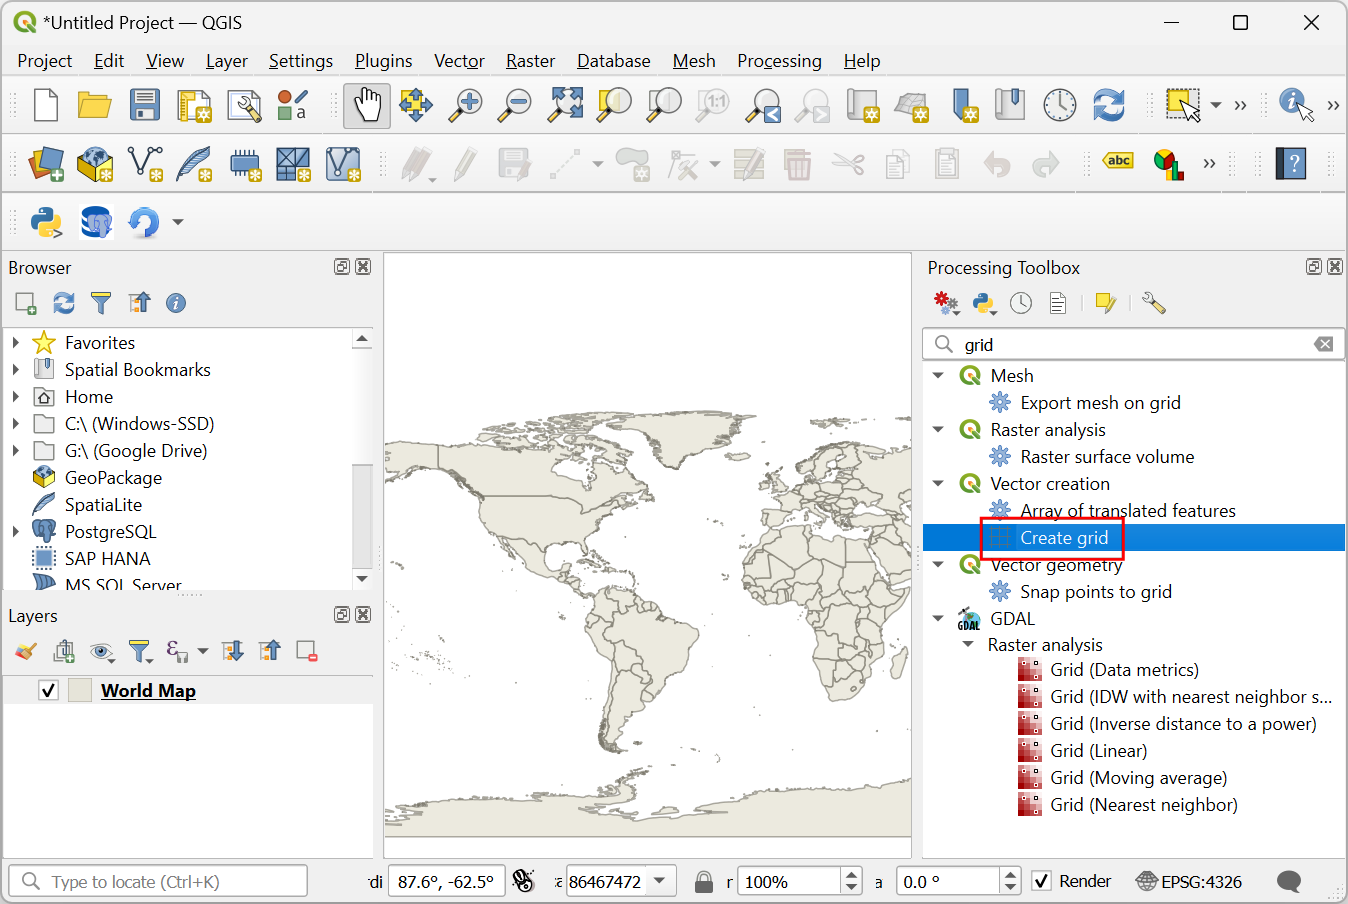 *Untitled Project — QGIS
Project Edit View Layer Settings Plugins Vector Raster Database Mesh Processing Help
a 1:1
abc ?
Browser
Favorites
Spatial Bookmarks
Home
C:\ (Windows-SSD)
G:\ (Google Drive)
GeoPackage
SpatiaLite
PostgreSQL
SAP HANA
MS SQL Server
Layers
World Map
Processing Toolbox
grid
Mesh
Export mesh on grid
Raster analysis
Raster surface volume
Vector creation
Array of translated features
Create grid
Vector geometry
Snap points to grid
GDAL GDAL
Raster analysis
Grid (Data metrics)
Grid (IDW with nearest neighbor s...
Grid (Inverse distance to a power)
Grid (Linear)
Grid (Moving average)
Grid (Nearest neighbor)
Type to locate (Ctrl+K) di 87.6°, -62.5° 86467472 r 100% a 0.0 ° Render EPSG:4326